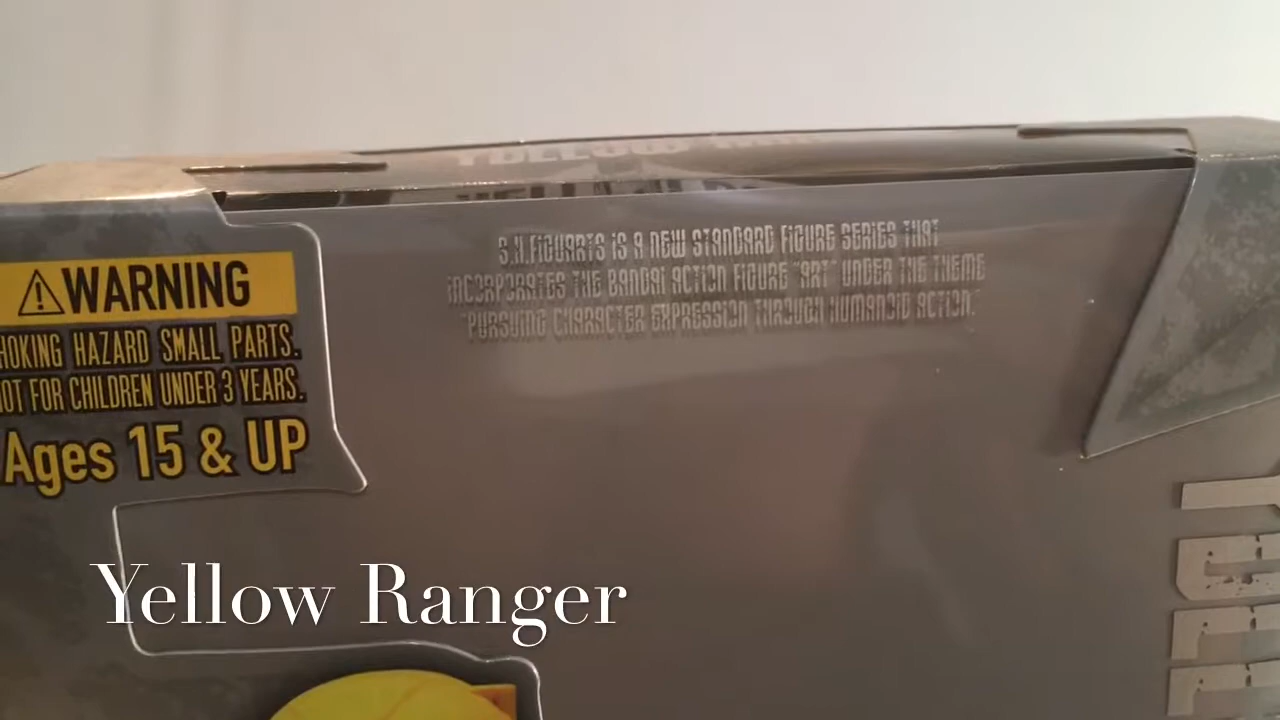 S.H.FIGUARTS IS A NEW STANDARD FIGURE SERIES THAT
INCORPORATES THE BANDAI ACTION FIGURE "ART" UNDER THE THEME
"PURSUING CHARACTER EXPRESSION THROUGH HUMANOID ACTION."
WARNING
HOKING HAZARD SMALL PARTS.
OT FOR CHILDREN UNDER 3 YEARS.
Ages 15 & UP
Yellow Ranger